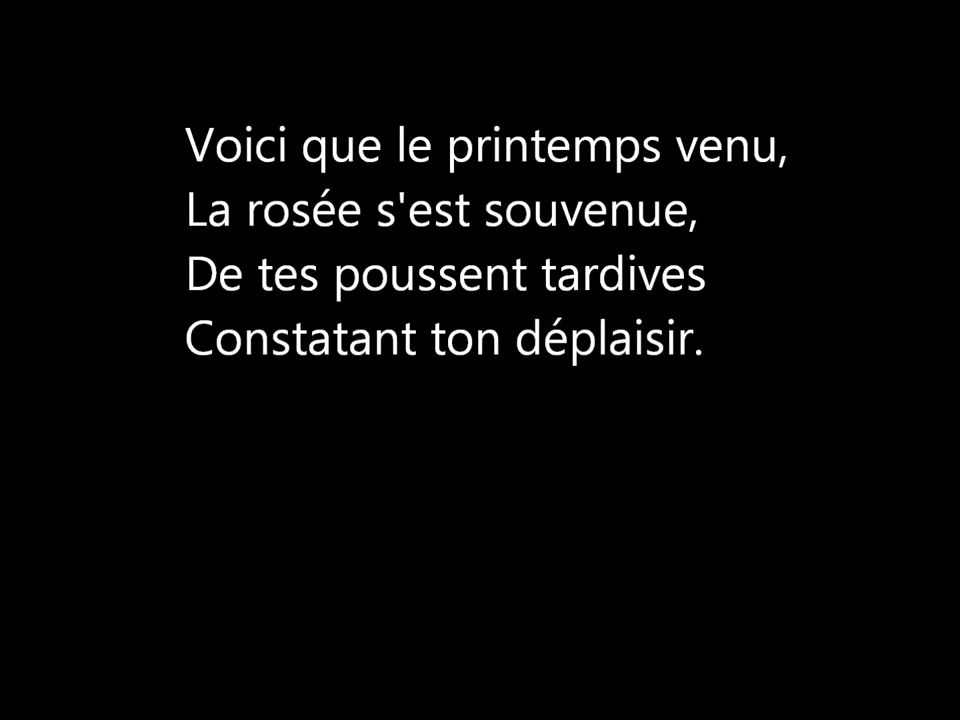 Voici que le printemps venu,
La rosée s'est souvenue,
De tes poussent tardives
Constatant ton déplaisir.